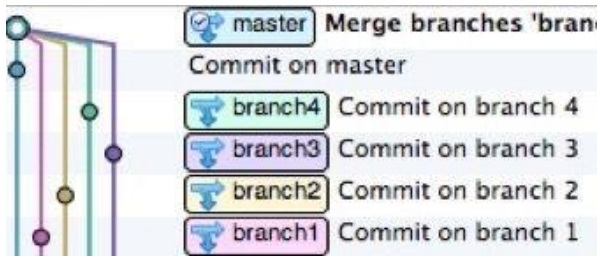 master Merge branches 'bran
Commit on master
branch4 Commit on branch 4
branch3 Commit on branch 3
branch2 Commit on branch 2
branch1 Commit on branch 1